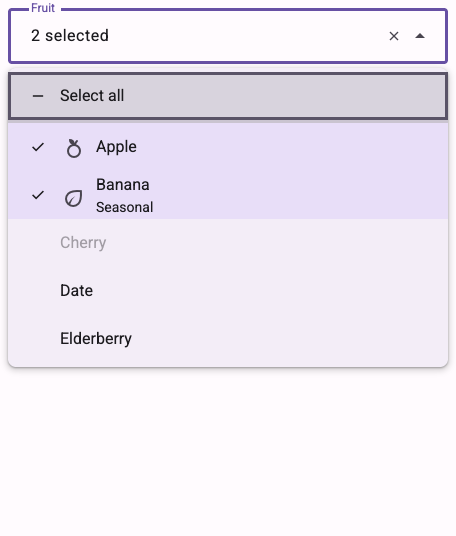 Fruit
2 selected
Select all
Apple
Banana
Seasonal
Cherry
Date
Elderberry